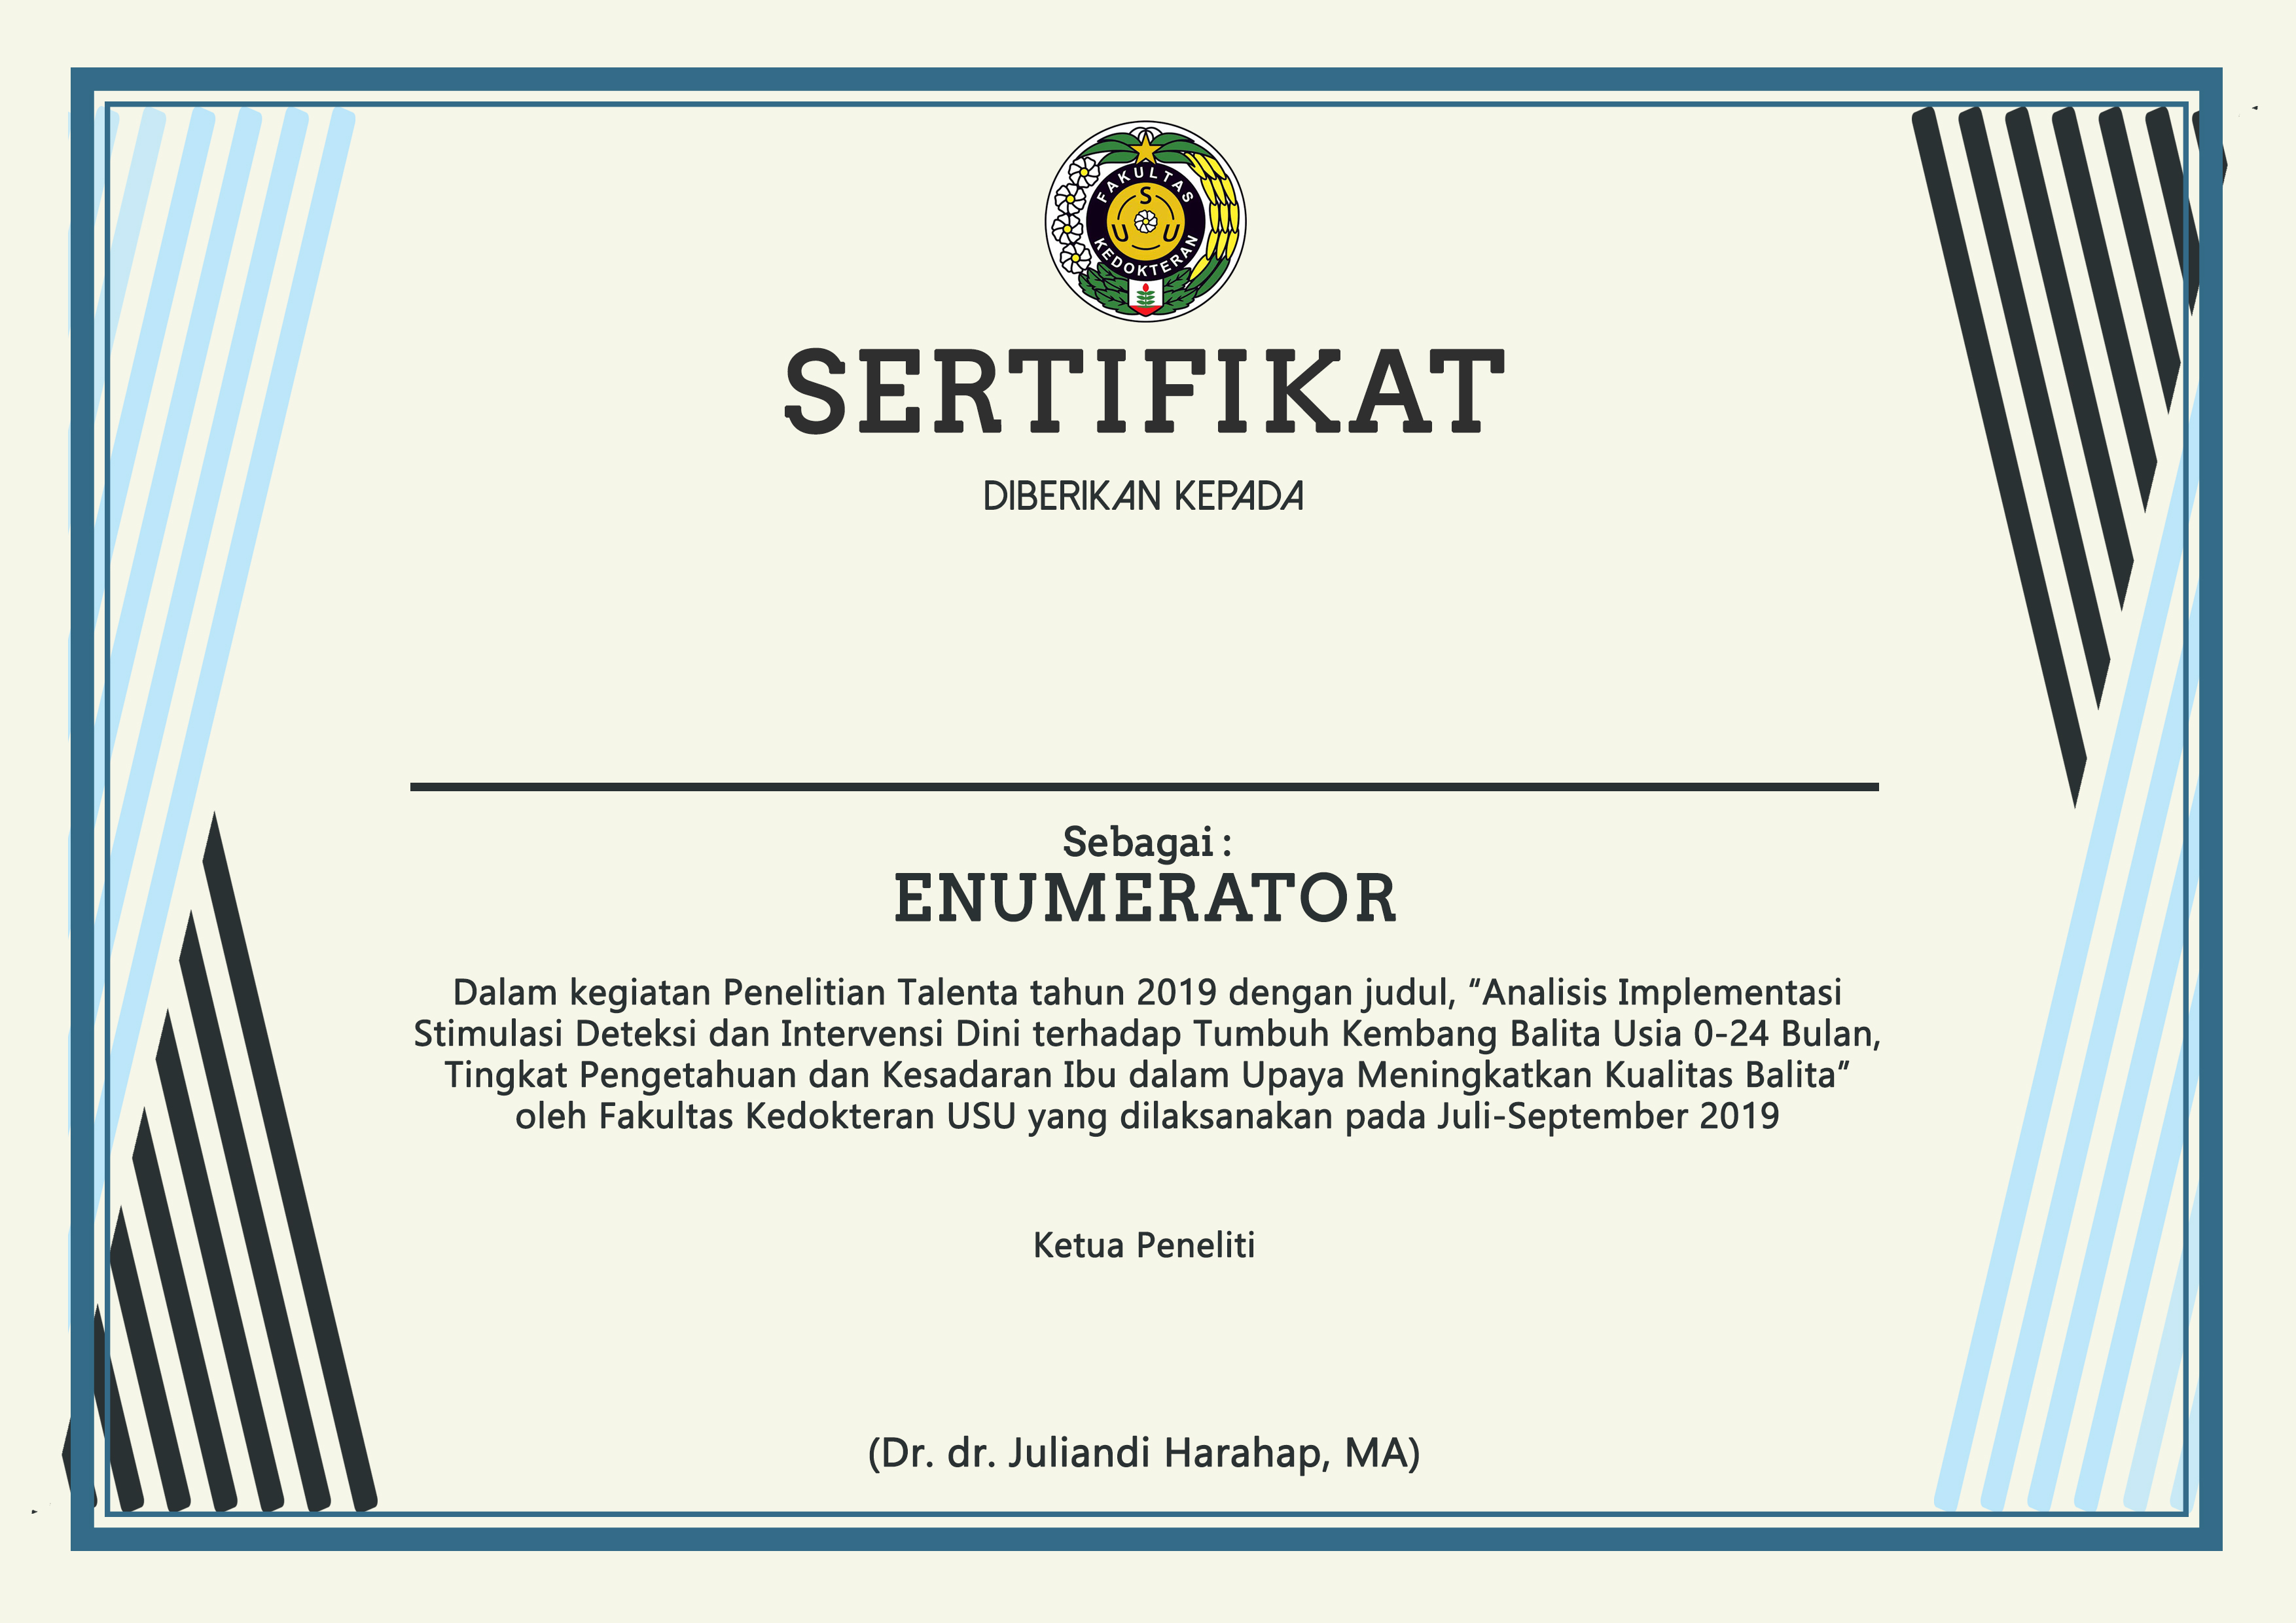 FAKULTAS
S
U U
KEDOKTERAN
SERTIFIKAT
DIBERIKAN KEPADA
Sebagai :
ENUMERATOR
Dalam kegiatan Penelitian Talenta tahun 2019 dengan judul, “Analisis Implementasi
Stimulasi Deteksi dan Intervensi Dini terhadap Tumbuh Kembang Balita Usia 0-24 Bulan,
Tingkat Pengetahuan dan Kesadaran Ibu dalam Upaya Meningkatkan Kualitas Balita”
oleh Fakultas Kedokteran USU yang dilaksanakan pada Juli-September 2019
Ketua Peneliti
(Dr. dr. Juliandi Harahap, MA)